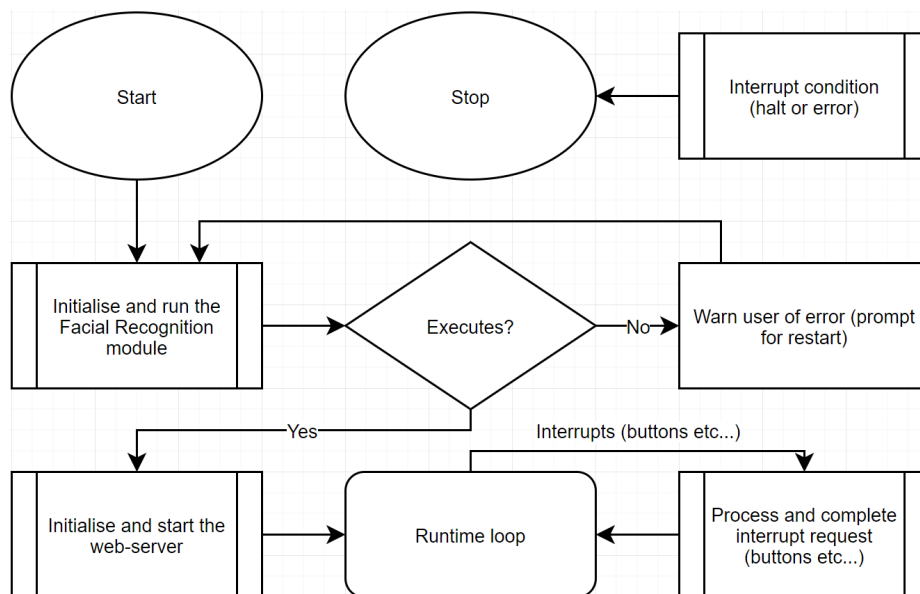 Start
Stop
Interrupt condition
(halt or error)
Initialise and run the
Facial Recognition
module
Executes?
No
Warn user of error (prompt
for restart)
Yes
Interrupts (buttons etc...)
Initialise and start the
web-server
Runtime loop
Process and complete
interrupt request
(buttons etc...)